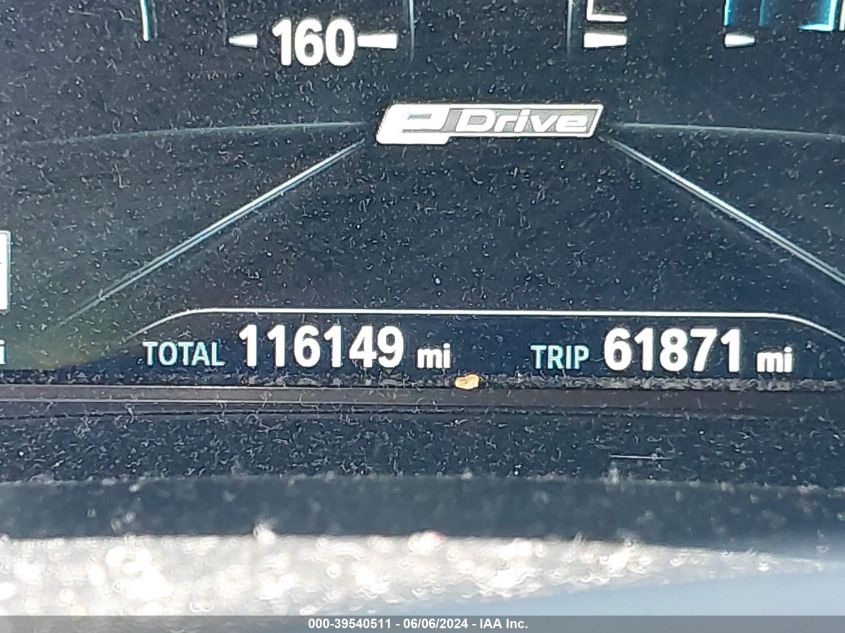 160
eDrive
TOTAL 116149 mi TRIP 61871 mi
000-39540511 - 06/06/2024 - IAA Inc.